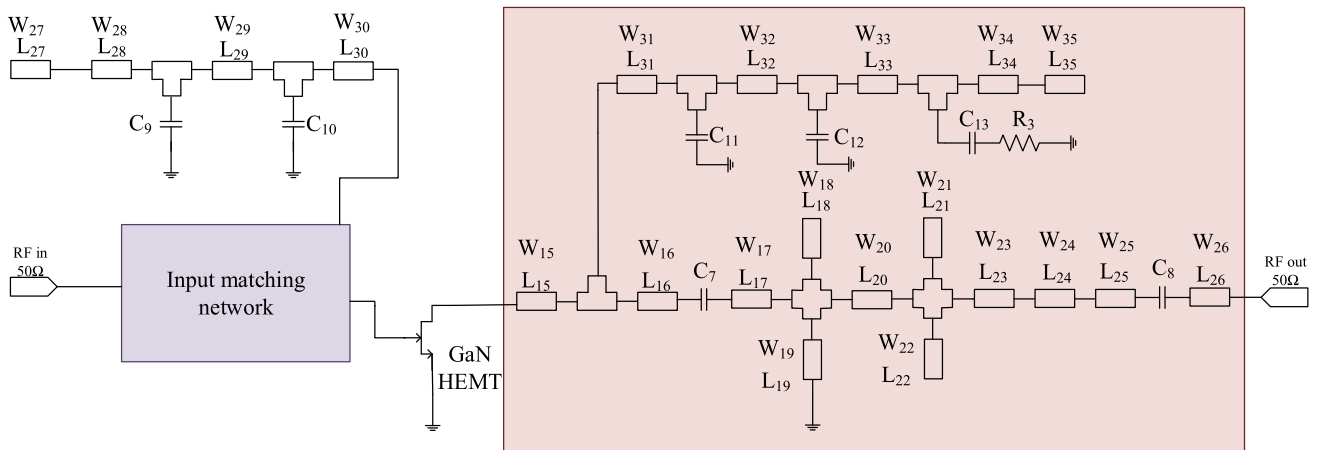 W27 W28 W29 W30
L27 L28 L29 L30
C9 C10
W31 W32 W33 W34 W35
L31 L32 L33 L34 L35
C11 C12 C13 R3
RF in
50Ω
Input matching
network
GaN
HEMT
W18 W21
L18 L21
W15 W16 W17 W20 W23 W24 W25 W26
L15 L16 C7 L17 L20 L23 L24 L25 C8 L26
W19 W22
L19 L22
RF out
50Ω